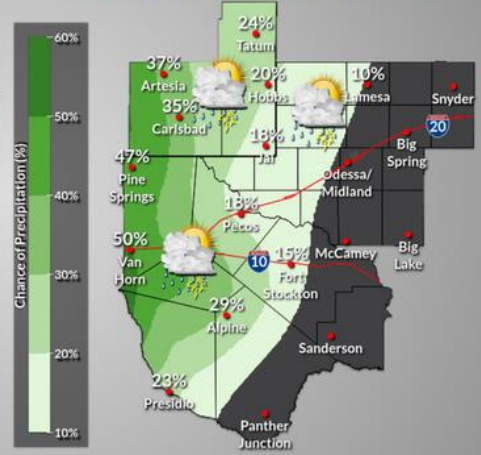 Chance of Precipitation (%)
60%
50%
40%
30%
20%
10%
24%
Tatum
37%
Artesia
20%
Hobbs
10%
Lamesa
Snyder
35%
Carlsbad
20
18%
Jal
Big
Spring
47%
Pine
Springs
Odessa/
Midland
18%
Pecos
50%
Van
Horn
10
15%
Fort
Stockton
McCamey
Big
Lake
29%
Alpine
Sanderson
23%
Presidio
Panther
Junction